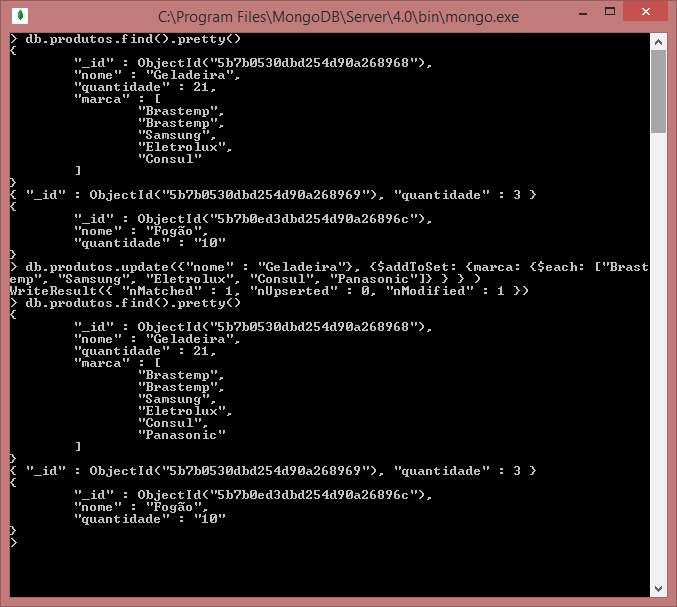 C:\Program Files\MongoDB\Server\4.0\bin\mongo.exe
> db.produtos.find().pretty()
{
        "_id" : ObjectId("5b7b0530dbd254d90a268968"),
        "nome" : "Geladeira",
        "quantidade" : 21,
        "marca" : [
                "Brastemp",
                "Brastemp",
                "Samsung",
                "Eletrolux",
                "Consul"
        ]
}
{ "_id" : ObjectId("5b7b0530dbd254d90a268969"), "quantidade" : 3 }
{
        "_id" : ObjectId("5b7b0ed3dbd254d90a26896c"),
        "nome" : "Fogão",
        "quantidade" : "10"
}
> db.produtos.update({"nome" : "Geladeira"}, {$addToSet: {marca: {$each: ["Brast
emp", "Samsung", "Eletrolux", "Consul", "Panasonic"]} } } )
WriteResult({ "nMatched" : 1, "nUpserted" : 0, "nModified" : 1 })
> db.produtos.find().pretty()
{
        "_id" : ObjectId("5b7b0530dbd254d90a268968"),
        "nome" : "Geladeira",
        "quantidade" : 21,
        "marca" : [
                "Brastemp",
                "Brastemp",
                "Samsung",
                "Eletrolux",
                "Consul",
                "Panasonic"
        ]
}
{ "_id" : ObjectId("5b7b0530dbd254d90a268969"), "quantidade" : 3 }
{
        "_id" : ObjectId("5b7b0ed3dbd254d90a26896c"),
        "nome" : "Fogão",
        "quantidade" : "10"
}
>